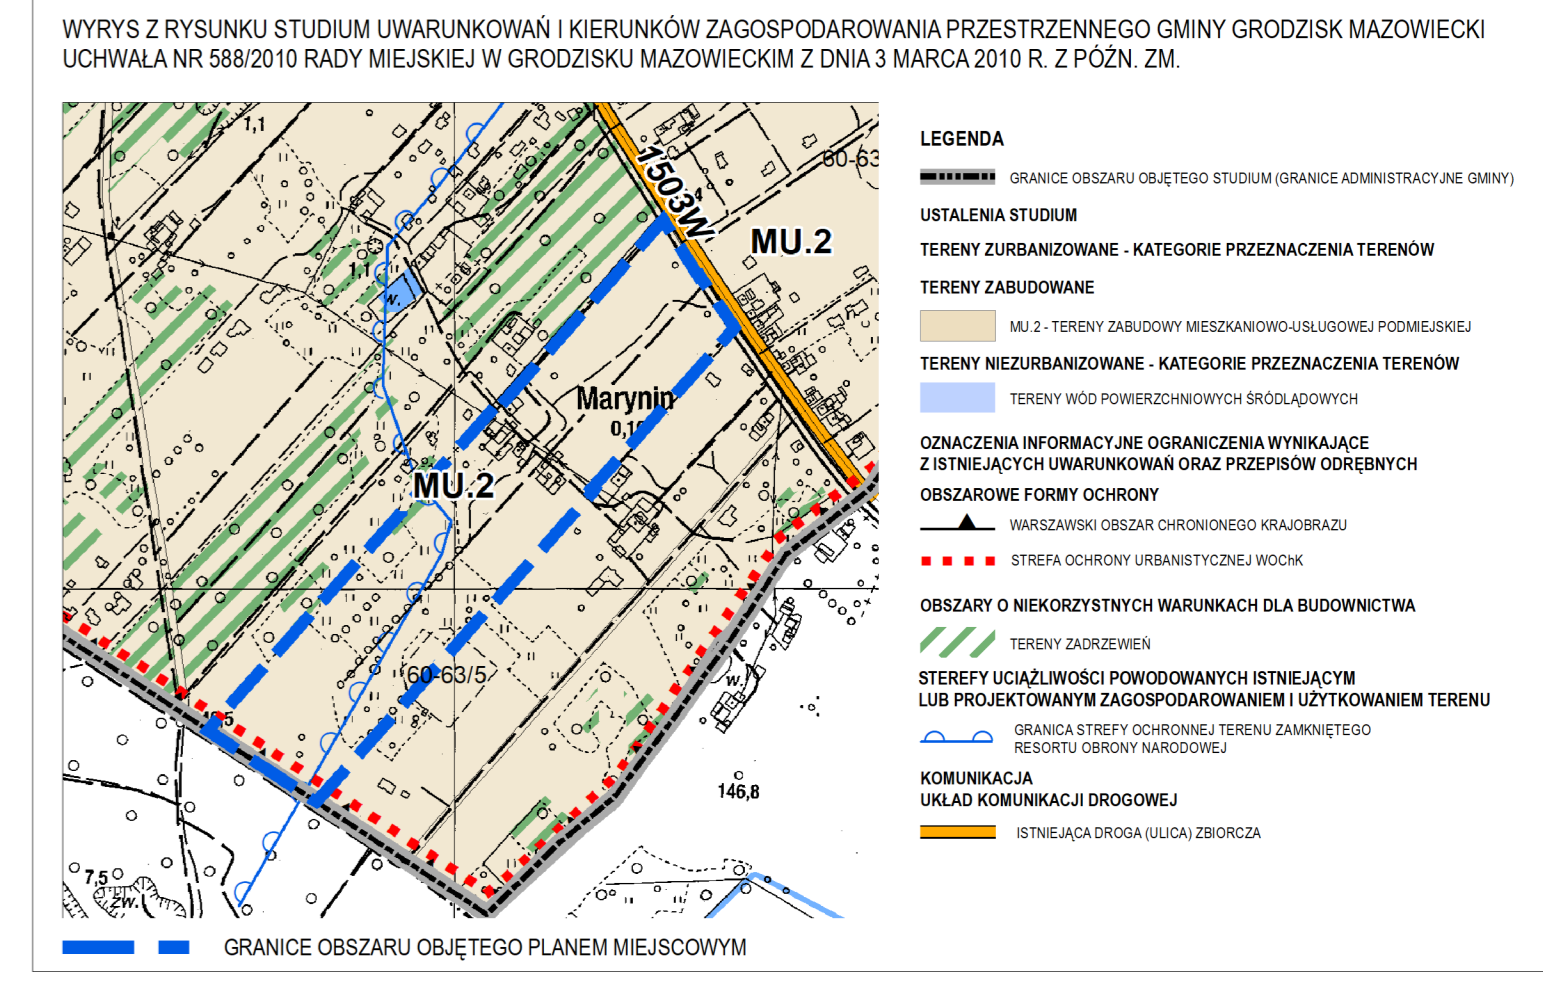 WYRYS Z RYSUNKU STUDIUM UWARUNKOWAŃ I KIERUNKÓW ZAGOSPODAROWANIA PRZESTRZENNEGO GMINY GRODZISK MAZOWIECKI
UCHWAŁA NR 588/2010 RADY MIEJSKIEJ W GRODZISKU MAZOWIECKIM Z DNIA 3 MARCA 2010 R. Z PÓŹN. ZM.
1,1
60-63
1503W
MU.2
1,1
w.
Marynin
MU.2
60-63/5
w.
146,8
7,5
zw.
LEGENDA
GRANICE OBSZARU OBJĘTEGO STUDIUM (GRANICE ADMINISTRACYJNE GMINY)
USTALENIA STUDIUM
TERENY ZURBANIZOWANE - KATEGORIE PRZEZNACZENIA TERENÓW
TERENY ZABUDOWANE
MU.2 - TERENY ZABUDOWY MIESZKANIOWO-USŁUGOWEJ PODMIEJSKIEJ
TERENY NIEZURBANIZOWANE - KATEGORIE PRZEZNACZENIA TERENÓW
TERENY WÓD POWIERZCHNIOWYCH ŚRÓDLĄDOWYCH
OZNACZENIA INFORMACYJNE OGRANICZENIA WYNIKAJĄCE
Z ISTNIEJĄCYCH UWARUNKOWAŃ ORAZ PRZEPISÓW ODRĘBNYCH
OBSZAROWE FORMY OCHRONY
WARSZAWSKI OBSZAR CHRONIONEGO KRAJOBRAZU
STREFA OCHRONY URBANISTYCZNEJ WOChK
OBSZARY O NIEKORZYSTNYCH WARUNKACH DLA BUDOWNICTWA
TERENY ZADRZEWIEŃ
STEREFY UCIĄŻLIWOŚCI POWODOWANYCH ISTNIEJĄCYM
LUB PROJEKTOWANYM ZAGOSPODAROWANIEM I UŻYTKOWANIEM TERENU
GRANICA STREFY OCHRONNEJ TERENU ZAMKNIĘTEGO
RESORTU OBRONY NARODOWEJ
KOMUNIKACJA
UKŁAD KOMUNIKACJI DROGOWEJ
ISTNIEJĄCA DROGA (ULICA) ZBIORCZA
GRANICE OBSZARU OBJĘTEGO PLANEM MIEJSCOWYM